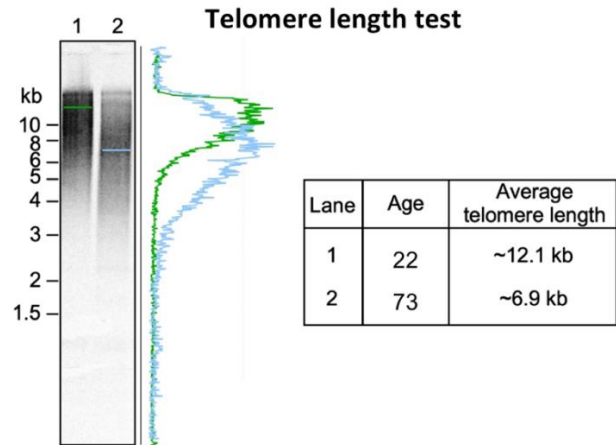 Telomere length test
1 2
kb
10
8
6
5
4
3
2
1.5
Lane Age Average telomere length
1 22 ~12.1 kb
2 73 ~6.9 kb